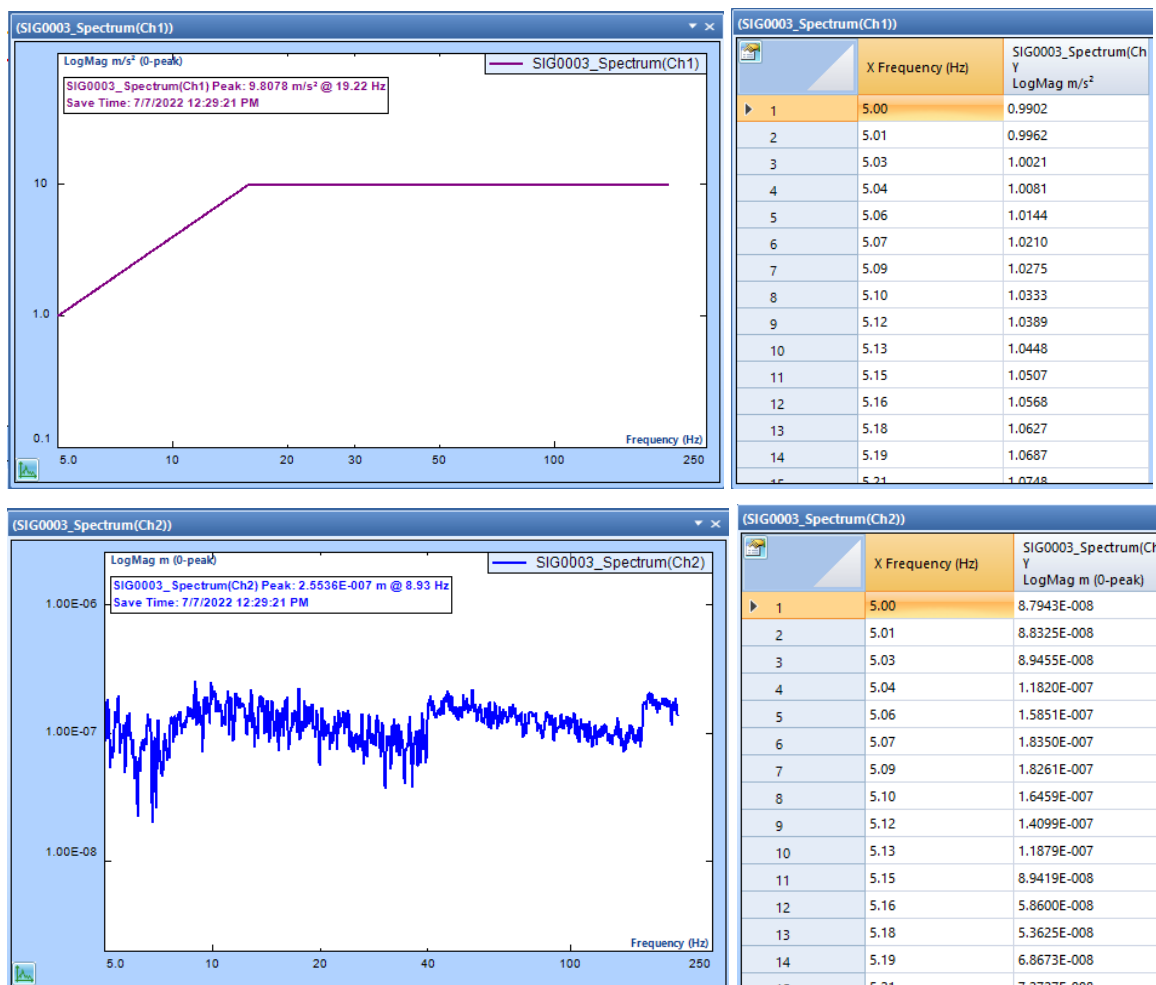 (SIG0003_Spectrum(Ch1))
LogMag m/s² (0-peak)
SIG0003_Spectrum(Ch1)
SIG0003_Spectrum(Ch1) Peak: 9.8078 m/s² @ 19.22 Hz
Save Time: 7/7/2022 12:29:21 PM
10
1.0
0.1
Frequency (Hz)
5.0 10 20 30 50 100 250
(SIG0003_Spectrum(Ch1))
X Frequency (Hz)
SIG0003_Spectrum(Ch
Y
LogMag m/s²
1 5.00 0.9902
2 5.01 0.9962
3 5.03 1.0021
4 5.04 1.0081
5 5.06 1.0144
6 5.07 1.0210
7 5.09 1.0275
8 5.10 1.0333
9 5.12 1.0389
10 5.13 1.0448
11 5.15 1.0507
12 5.16 1.0568
13 5.18 1.0627
14 5.19 1.0687
15 5.21 1.0748
(SIG0003_Spectrum(Ch2))
LogMag m (0-peak)
SIG0003_Spectrum(Ch2)
SIG0003_Spectrum(Ch2) Peak: 2.5536E-007 m @ 8.93 Hz
Save Time: 7/7/2022 12:29:21 PM
1.00E-06
1.00E-07
1.00E-08
Frequency (Hz)
5.0 10 20 40 100 250
(SIG0003_Spectrum(Ch2))
X Frequency (Hz)
SIG0003_Spectrum(Ch
Y
LogMag m (0-peak)
1 5.00 8.7943E-008
2 5.01 8.8325E-008
3 5.03 8.9455E-008
4 5.04 1.1820E-007
5 5.06 1.5851E-007
6 5.07 1.8350E-007
7 5.09 1.8261E-007
8 5.10 1.6459E-007
9 5.12 1.4099E-007
10 5.13 1.1879E-007
11 5.15 8.9419E-008
12 5.16 5.8600E-008
13 5.18 5.3625E-008
14 5.19 6.8673E-008